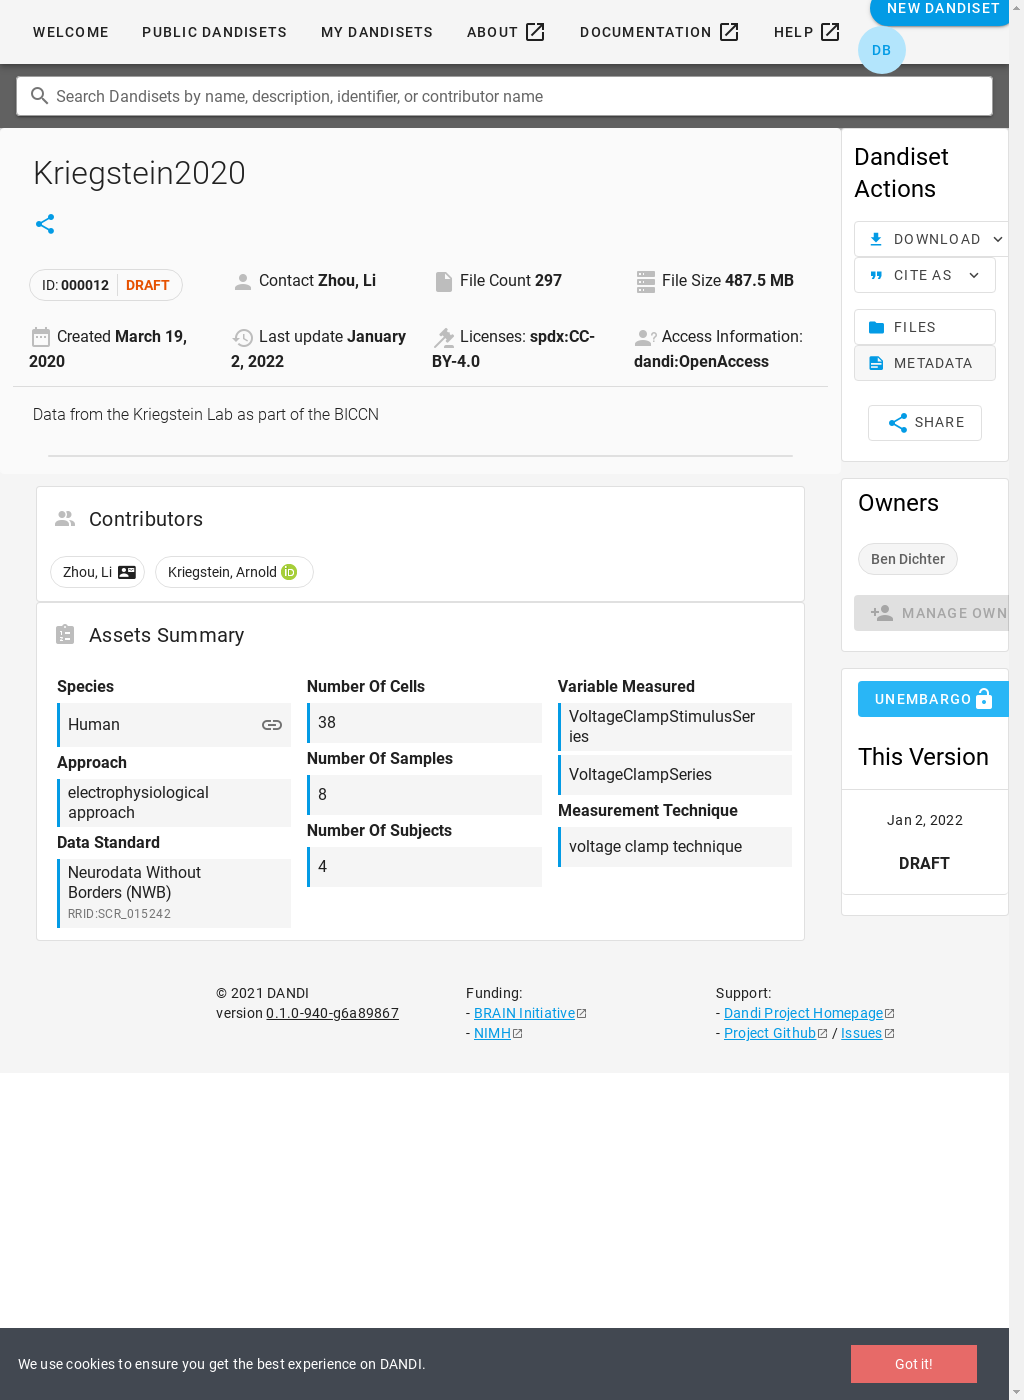 WELCOME PUBLIC DANDISETS MY DANDISETS ABOUT DOCUMENTATION HELP NEW DANDISET
DB
Search Dandisets by name, description, identifier, or contributor name
Kriegstein2020
ID: 000012 DRAFT
Contact Zhou, Li
File Count 297
File Size 487.5 MB
Created March 19,
2020
Last update January
2, 2022
Licenses: spdx:CC-
BY-4.0
Access Information:
dandi:OpenAccess
Data from the Kriegstein Lab as part of the BICCN
Contributors
Zhou, Li
Kriegstein, Arnold iD
Assets Summary
Species
Human
Approach
electrophysiological
approach
Data Standard
Neurodata Without
Borders (NWB)
RRID:SCR_015242
Number Of Cells
38
Number Of Samples
8
Number Of Subjects
4
Variable Measured
VoltageClampStimulusSer
ies
VoltageClampSeries
Measurement Technique
voltage clamp technique
Dandiset
Actions
DOWNLOAD
CITE AS
FILES
METADATA
SHARE
Owners
Ben Dichter
MANAGE OWN
UNEMBARGO
This Version
Jan 2, 2022
DRAFT
© 2021 DANDI
version 0.1.0-940-g6a89867
Funding:
- BRAIN Initiative
- NIMH
Support:
- Dandi Project Homepage
- Project Github / Issues
We use cookies to ensure you get the best experience on DANDI.
Got it!